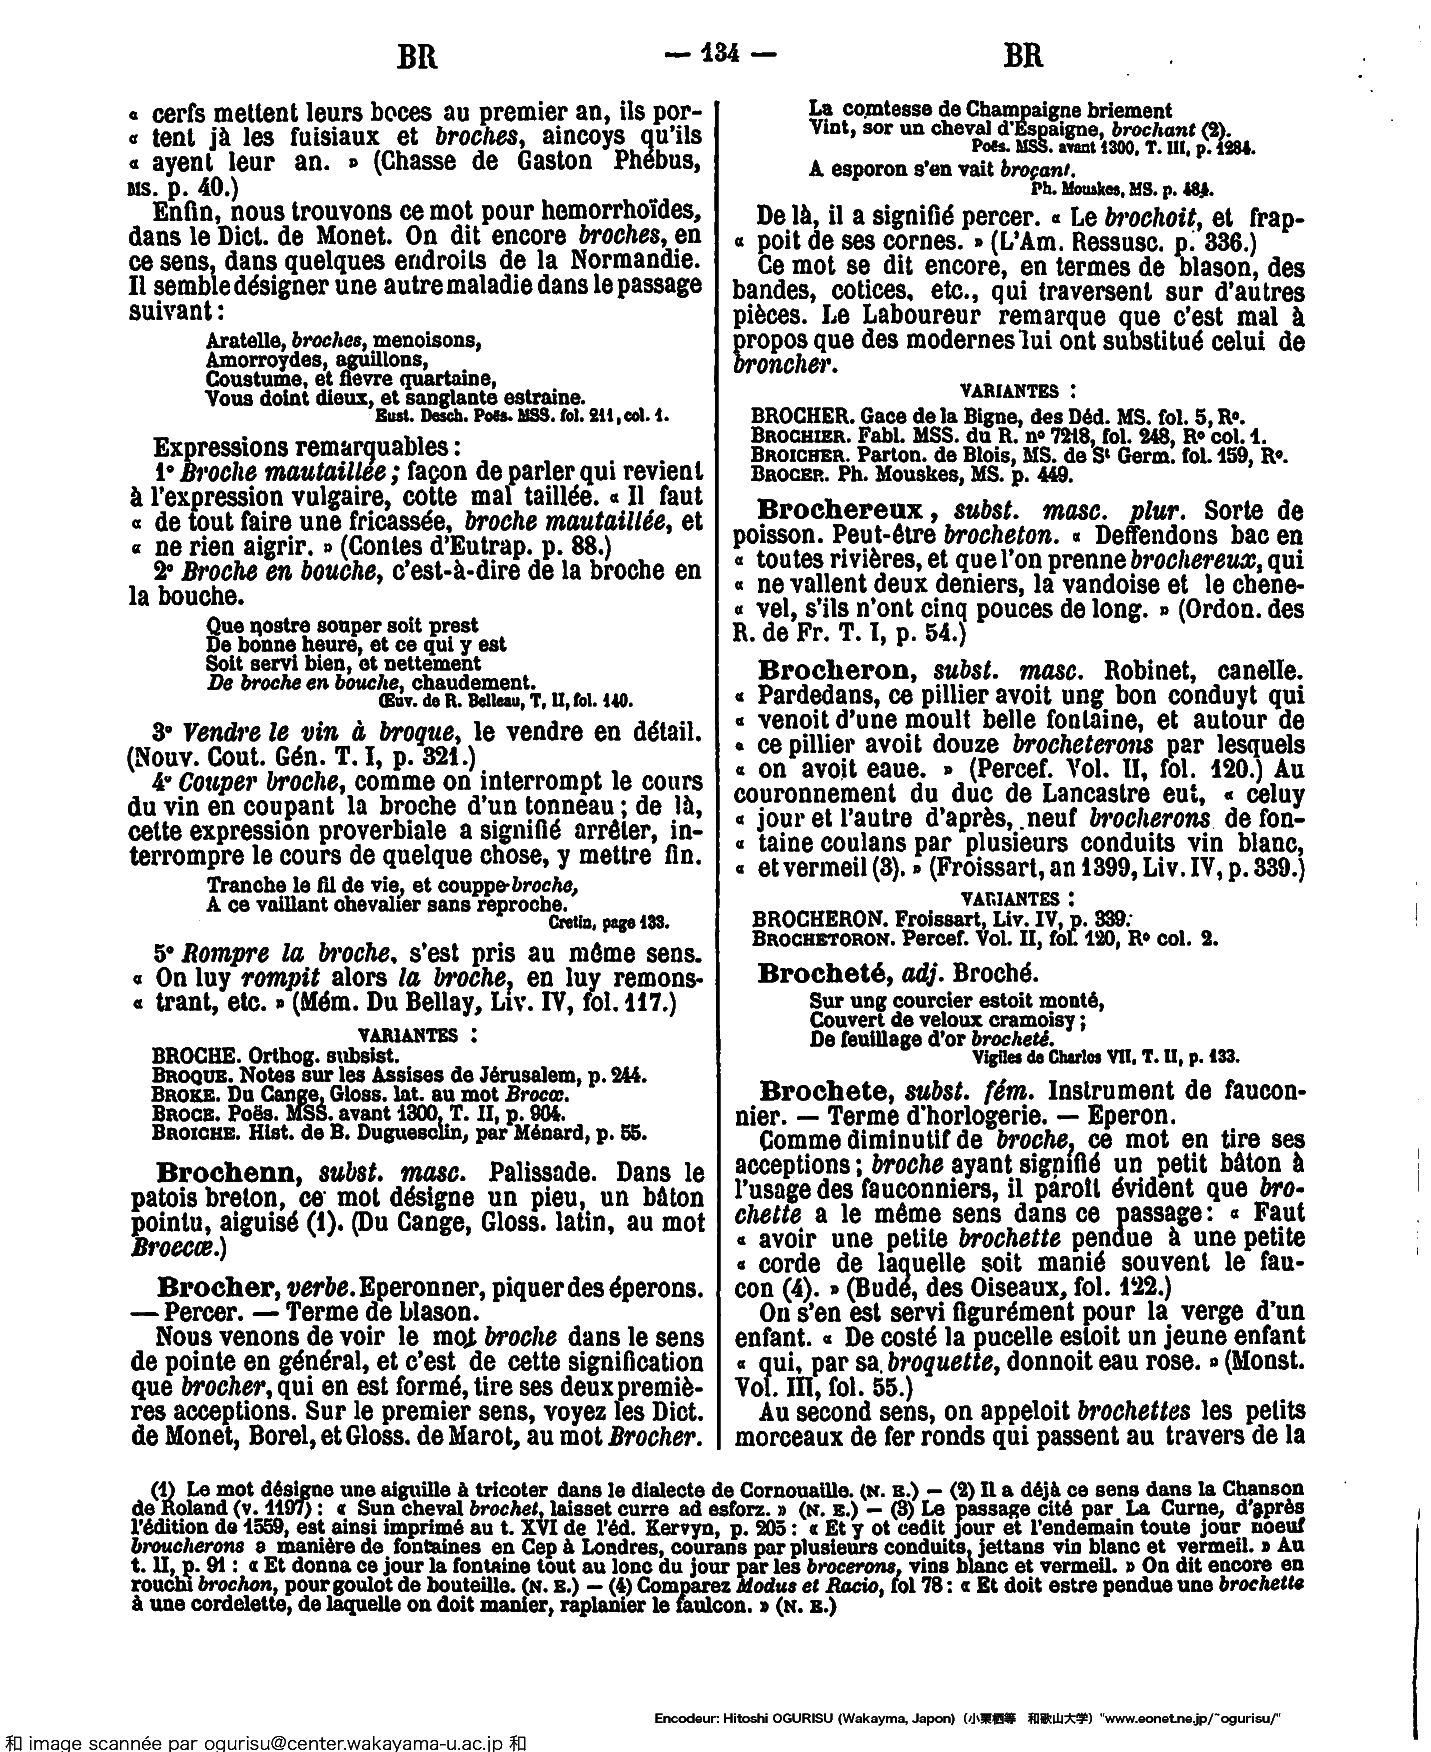 BR
— 134 —
BR
« cerfs mettent leurs boces au premier an, ils por-
« tent jà les fuisiaux et broches, aincoys qu'ils
« ayent leur an. » (Chasse de Gaston Phébus,
MS. p. 40.)
Enfin, nous trouvons ce mot pour hemorrhoïdes,
dans le Dict. de Monet. On dit encore broches, en
ce sens, dans quelques endroits de la Normandie.
Il semble désigner une autre maladie dans le passage
suivant :
Aratelle, broches, menoisons,
Amorroydes, aguillons,
Coustume, et fievre quartaine,
Vous doint dieux, et sanglante estraine.
Eust. Desch. Poës. MSS. fol. 211, col. 1.
Expressions remarquables :
1º Broche mautaillée ; façon de parler qui revient
à l'expression vulgaire, cotte mal taillée. « Il faut
« de tout faire une fricassée, broche mautaillée, et
« ne rien aigrir. » (Contes d'Eutrap. p. 88.)
2º Broche en bouche, c'est-à-dire de la broche en
la bouche.
Que nostre souper soit prest
De bonne heure, et ce qui y est
Soit servi bien, et nettement
De broche en bouche, chaudement.
Œuv. de R. Belleau, T, II, fol. 140.
3º Vendre le vin à broque, le vendre en détail.
(Nouv. Cout. Gén. T. I, p. 321.)
4º Couper broche, comme on interrompt le cours
du vin en coupant la broche d'un tonneau ; de là,
cette expression proverbiale a signifié arrêter, in-
terrompre le cours de quelque chose, y mettre fin.
Tranche le fil de vie, et couppe broche,
A ce vaillant chevalier sans reproche.
Cretin, page 133.
5º Rompre la broche, s'est pris au même sens.
« On luy rompit alors la broche, en luy remons-
« trant, etc. » (Mém. Du Bellay, Liv. IV, fol. 117.)
VARIANTES :
BROCHE. Orthog. subsist.
BROQUE. Notes sur les Assises de Jérusalem, p. 244.
BROKE. Du Cange, Gloss. lat. au mot Brocœ.
BROCE. Poës. MSS. avant 1300, T. II, p. 904.
BROICHE. Hist. de B. Duguesclin, par Ménard, p. 55.
Brochenn, subst. masc. Palissade. Dans le
patois breton, ce mot désigne un pieu, un bâton
pointu, aiguisé (1). (Du Cange, Gloss. latin, au mot
Broecœ.)
Brocher, verbe. Eperonner, piquer des éperons.
— Percer. — Terme de blason.
Nous venons de voir le mot broche dans le sens
de pointe en général, et c'est de cette signification
que brocher, qui en est formé, tire ses deux premiè-
res acceptions. Sur le premier sens, voyez les Dict.
de Monet, Borel, et Gloss. de Marot, au mot Brocher.
La comtesse de Champaigne briement
Vint, sor un cheval d'Espaigne, brochant (2).
Poës. MSS. avant 1300, T. III, p. 1284.
A esporon s'en vait broçant.
Ph. Mouskes, MS. p. 484.
De là, il a signifié percer. « Le brochoit, et frap-
« poit de ses cornes. » (L'Am. Ressusc. p. 336.)
Ce mot se dit encore, en termes de blason, des
bandes, cotices, etc., qui traversent sur d'autres
pièces. Le Laboureur remarque que c'est mal à
propos que des modernes lui ont substitué celui de
broncher.
VARIANTES :
BROCHER. Gace de la Bigne, des Déd. MS. fol. 5, Rº.
BROCHIER. Fabl. MSS. du R. nº 7218, fol. 248, Rº col. 1.
BROICHER. Parton. de Blois, MS. de St Germ. fol. 159, Rº.
BROCER. Ph. Mouskes, MS. p. 449.
Brochereux, subst. masc. plur. Sorte de
poisson. Peut-être brocheton. « Deffendons bac en
« toutes rivières, et que l'on prenne brochereux, qui
« ne vallent deux deniers, la vandoise et le chene-
« vel, s'ils n'ont cinq pouces de long. » (Ordon. des
R. de Fr. T. I, p. 54.)
Brocheron, subst. masc. Robinet, canelle.
« Pardedans, ce pillier avoit ung bon conduyt qui
« venoit d'une moult belle fontaine, et autour de
« ce pillier avoit douze brocheterons par lesquels
« on avoit eaue. » (Percef. Vol. II, fol. 120.) Au
couronnement du duc de Lancastre eut, « celuy
« jour et l'autre d'après, neuf brocherons de fon-
« taine coulans par plusieurs conduits vin blanc,
« et vermeil (3). » (Froissart, an 1399, Liv. IV, p. 339.)
VARIANTES :
BROCHERON. Froissart, Liv. IV, p. 339.
BROCHETORON. Percef. Vol. II, fol. 120, Rº col. 2.
Brocheté, adj. Broché.
Sur ung courcier estoit monté,
Couvert de veloux cramoisy ;
De feuillage d'or brocheté.
Vigiles de Charles VII, T. II, p. 133.
Brochete, subst. fém. Instrument de faucon-
nier. — Terme d'horlogerie. — Eperon.
Comme diminutif de broche, ce mot en tire ses
acceptions ; broche ayant signifié un petit bâton à
l'usage des fauconniers, il paroît évident que bro-
chette a le même sens dans ce passage : « Faut
« avoir une petite brochette pendue à une petite
« corde de laquelle soit manié souvent le fau-
con (4). » (Budé, des Oiseaux, fol. 122.)
On s'en est servi figurément pour la verge d'un
enfant. « De costé la pucelle estoit un jeune enfant
« qui, par sa broquette, donnoit eau rose. » (Monst.
Vol. III, fol. 55.)
Au second sens, on appeloit brochettes les petits
morceaux de fer ronds qui passent au travers de la
(1) Le mot désigne une aiguille à tricoter dans le dialecte de Cornouaille. (N. E.) — (2) Il a déjà ce sens dans la Chanson
de Roland (v. 1197) : « Sun cheval brochet, laisset curre ad esforz. » (N. E.) — (3) Le passage cité par La Curne, d'après
l'édition de 1559, est ainsi imprimé au t. XVI de l'éd. Kervyn, p. 205 : « Et y ot cedit jour et l'endemain toute jour noeuf
broucherons a manière de fontaines en Cep à Londres, courans par plusieurs conduits, jettans vin blanc et vermeil. » Au
t. II, p. 91 : « Et donna ce jour la fontaine tout au lonc du jour par les brocerons, vins blanc et vermeil. » On dit encore en
rouchi brochon, pour goulot de bouteille. (N. E.) — (4) Comparez Modus et Racio, fol 78 : « Et doit estre pendue une brochette
à une cordelette, de laquelle on doit manier, raplanier le faulcon. » (N. E.)
Encodeur: Hitoshi OGURISU (Wakayma, Japon) (小栗栖等 和歌山大学) "www.eonet.ne.jp/~ogurisu/"
和 image scannée par ogurisu@center.wakayama-u.ac.jp 和